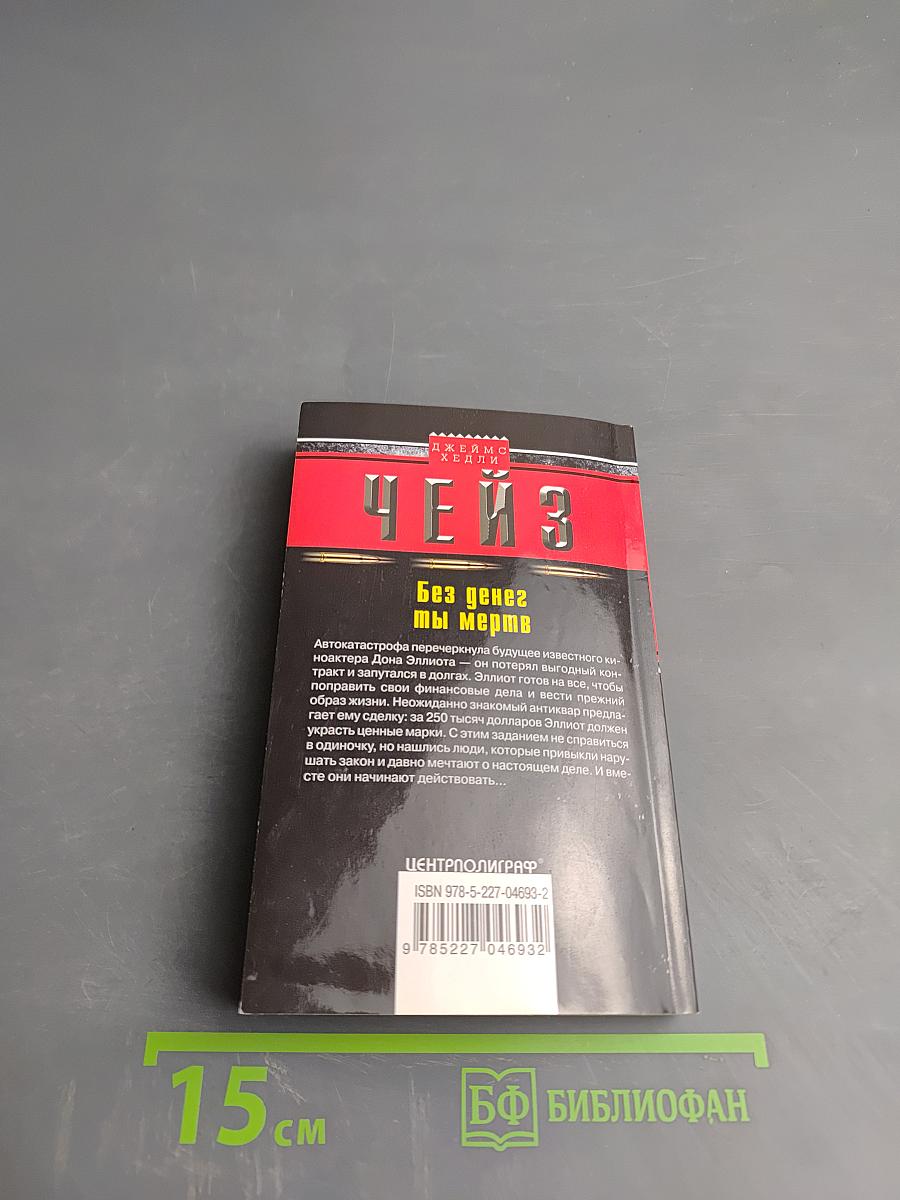 ДЖЕЙМС
ХЕДЛИ
ЧЕЙЗ
Без денег
ты мертв
Автокатастрофа перечеркнула будущее известного ки-
ноактера Дона Эллиота — он потерял выгодный кон-
тракт и запутался в долгах. Эллиот готов на все, чтобы
поправить свои финансовые дела и вести прежний
образ жизни. Неожиданно знакомый антиквар предла-
гает ему сделку: за 250 тысяч долларов Эллиот должен
украсть ценные марки. С этим заданием не справиться
в одиночку, но нашлись люди, которые привыкли нару-
шать закон и давно мечтают о настоящем деле. И вме-
сте они начинают действовать...
ЦЕНТРПОЛИГРАФ®
ISBN 978-5-227-04693-2
9 785227 046932
15 см
БФ БИБЛИОФАН